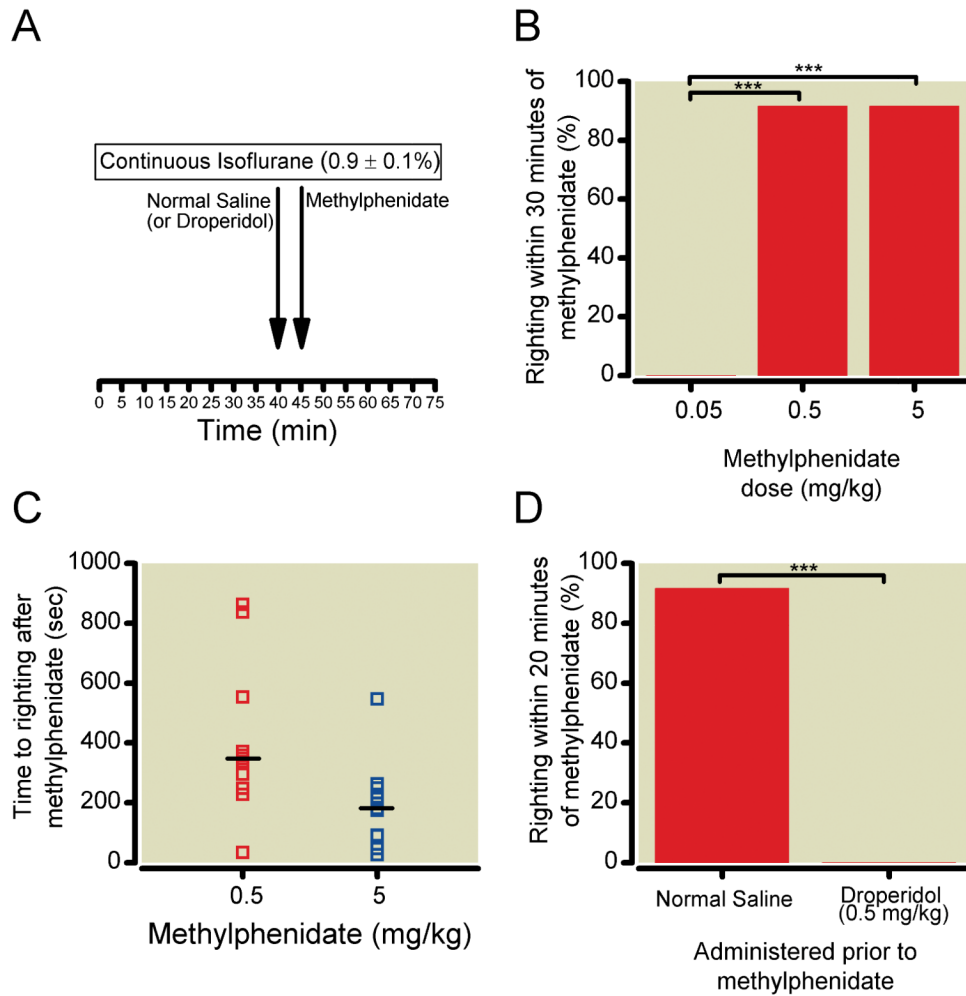 A
Continuous Isoflurane (0.9 ± 0.1%)
Normal Saline
(or Droperidol)
Methylphenidate
0 5 10 15 20 25 30 35 40 45 50 55 60 65 70 75
Time (min)
B
Righting within 30 minutes of
methylphenidate (%)
100
80
60
40
20
0
***
***
0.05 0.5 5
Methylphenidate
dose (mg/kg)
C
Time to righting after
methylphenidate (sec)
1000
800
600
400
200
0
0.5 5
Methylphenidate (mg/kg)
D
Righting within 20 minutes
of methylphenidate (%)
100
80
60
40
20
0
***
Normal Saline
Droperidol
(0.5 mg/kg)
Administered prior to
methylphenidate